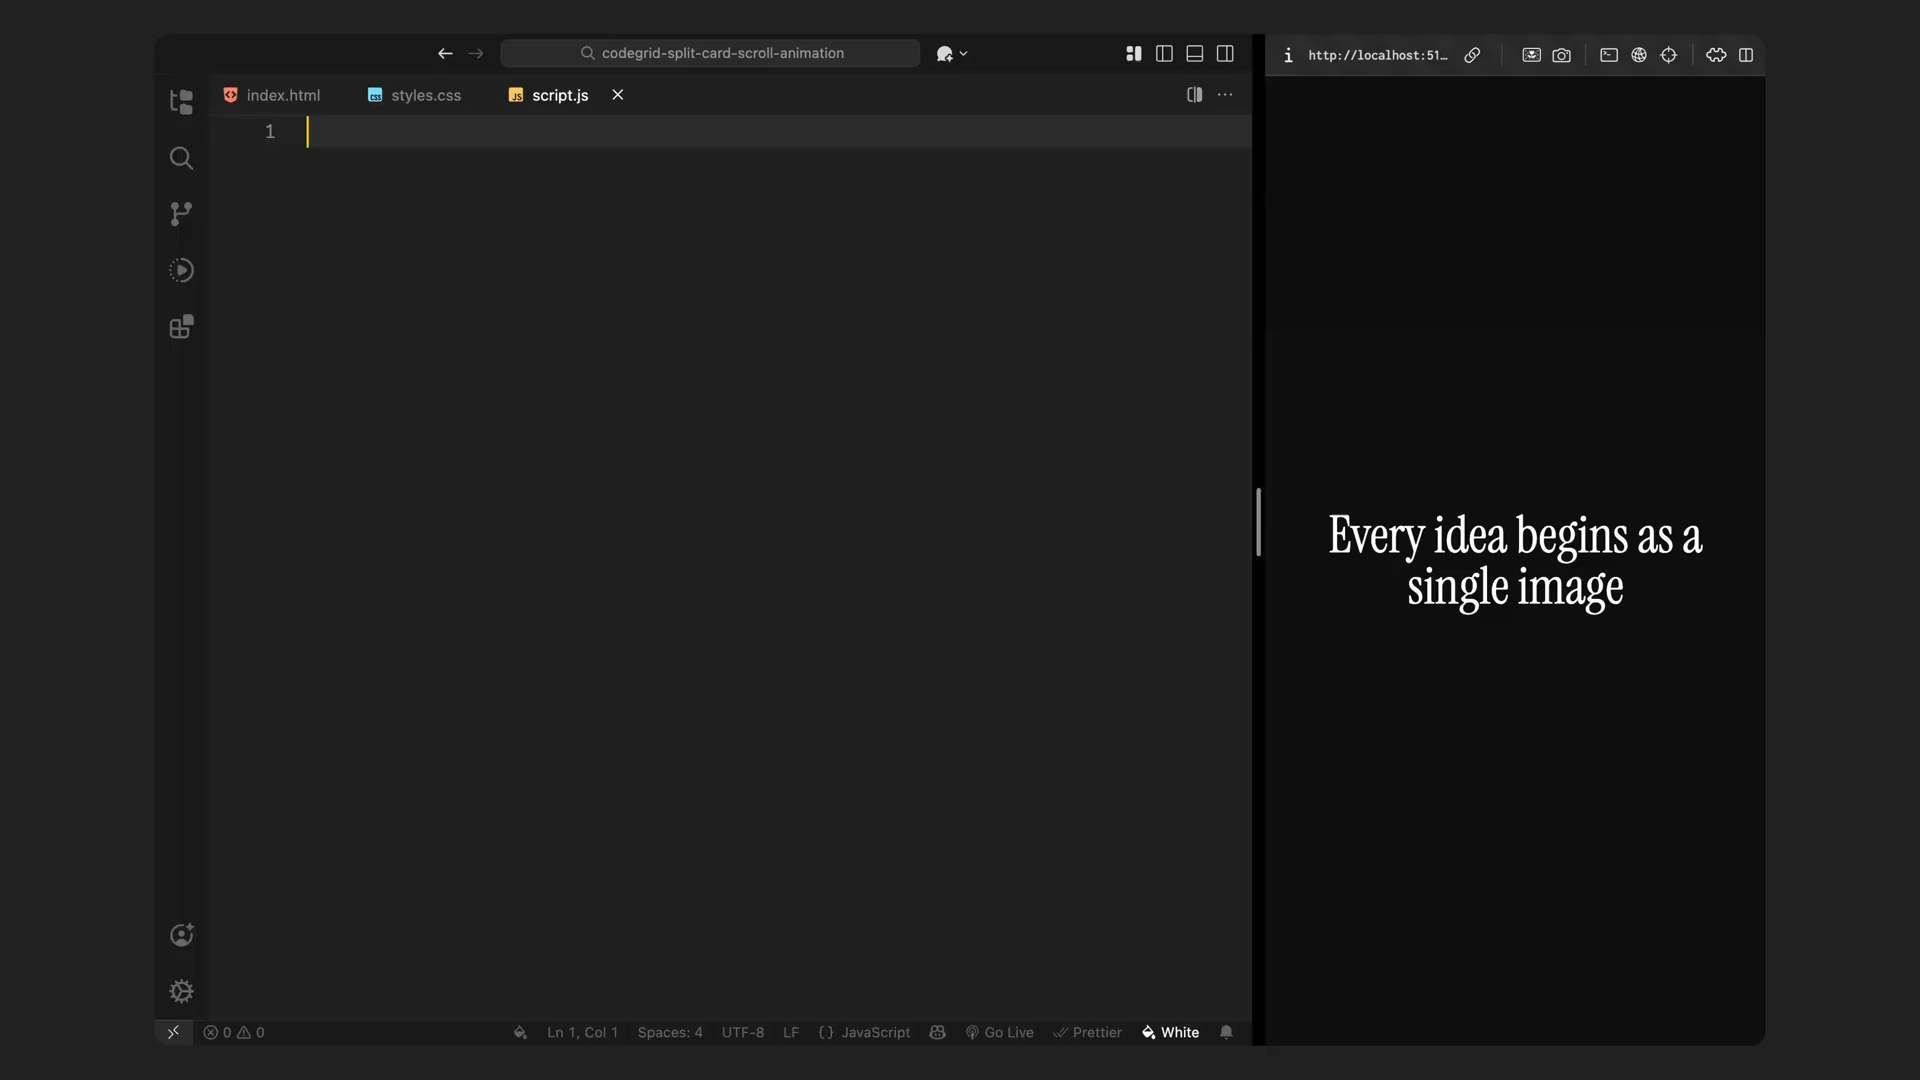 codegrid-split-card-scroll-animation
http://localhost:51…
index.html
styles.css
script.js
1
Every idea begins as a
single image
0 0
Ln 1, Col 1
Spaces: 4
UTF-8
LF
{ } JavaScript
Go Live
Prettier
White